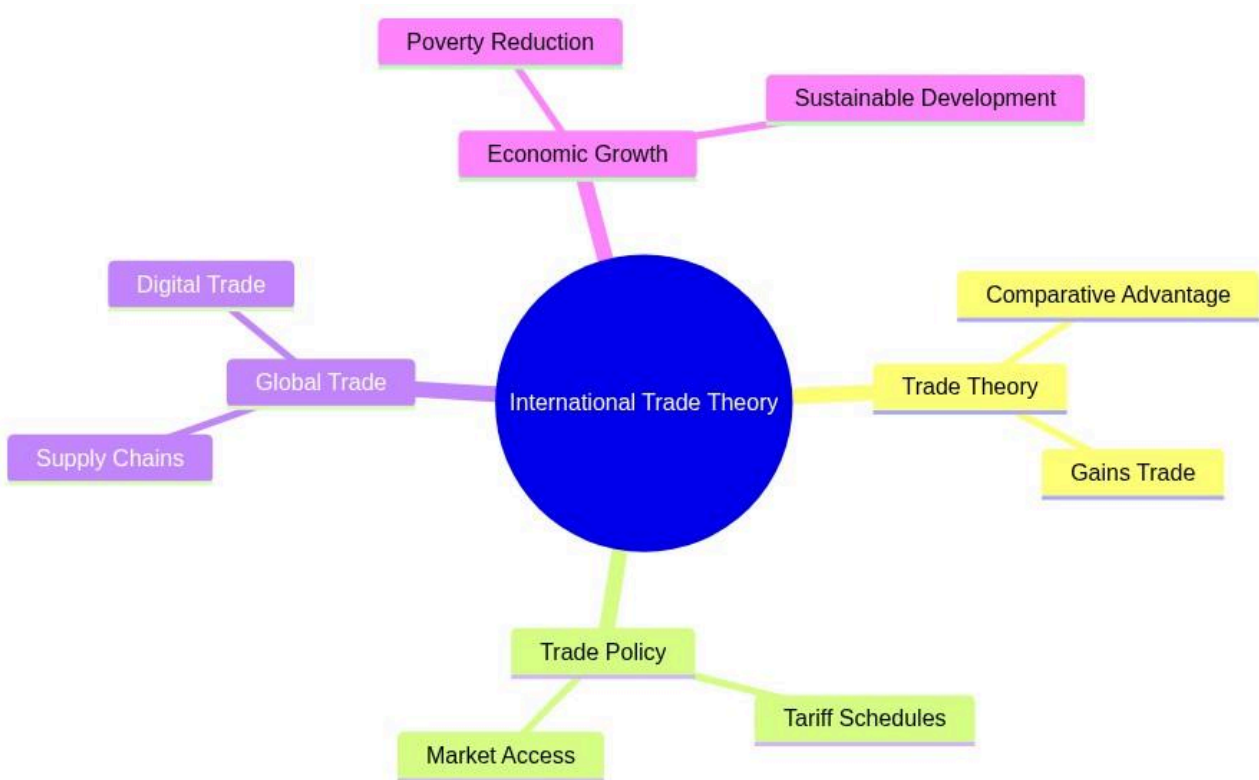 Poverty Reduction
Sustainable Development
Economic Growth
Digital Trade
Global Trade
Supply Chains
International Trade Theory
Comparative Advantage
Trade Theory
Gains Trade
Trade Policy
Tariff Schedules
Market Access